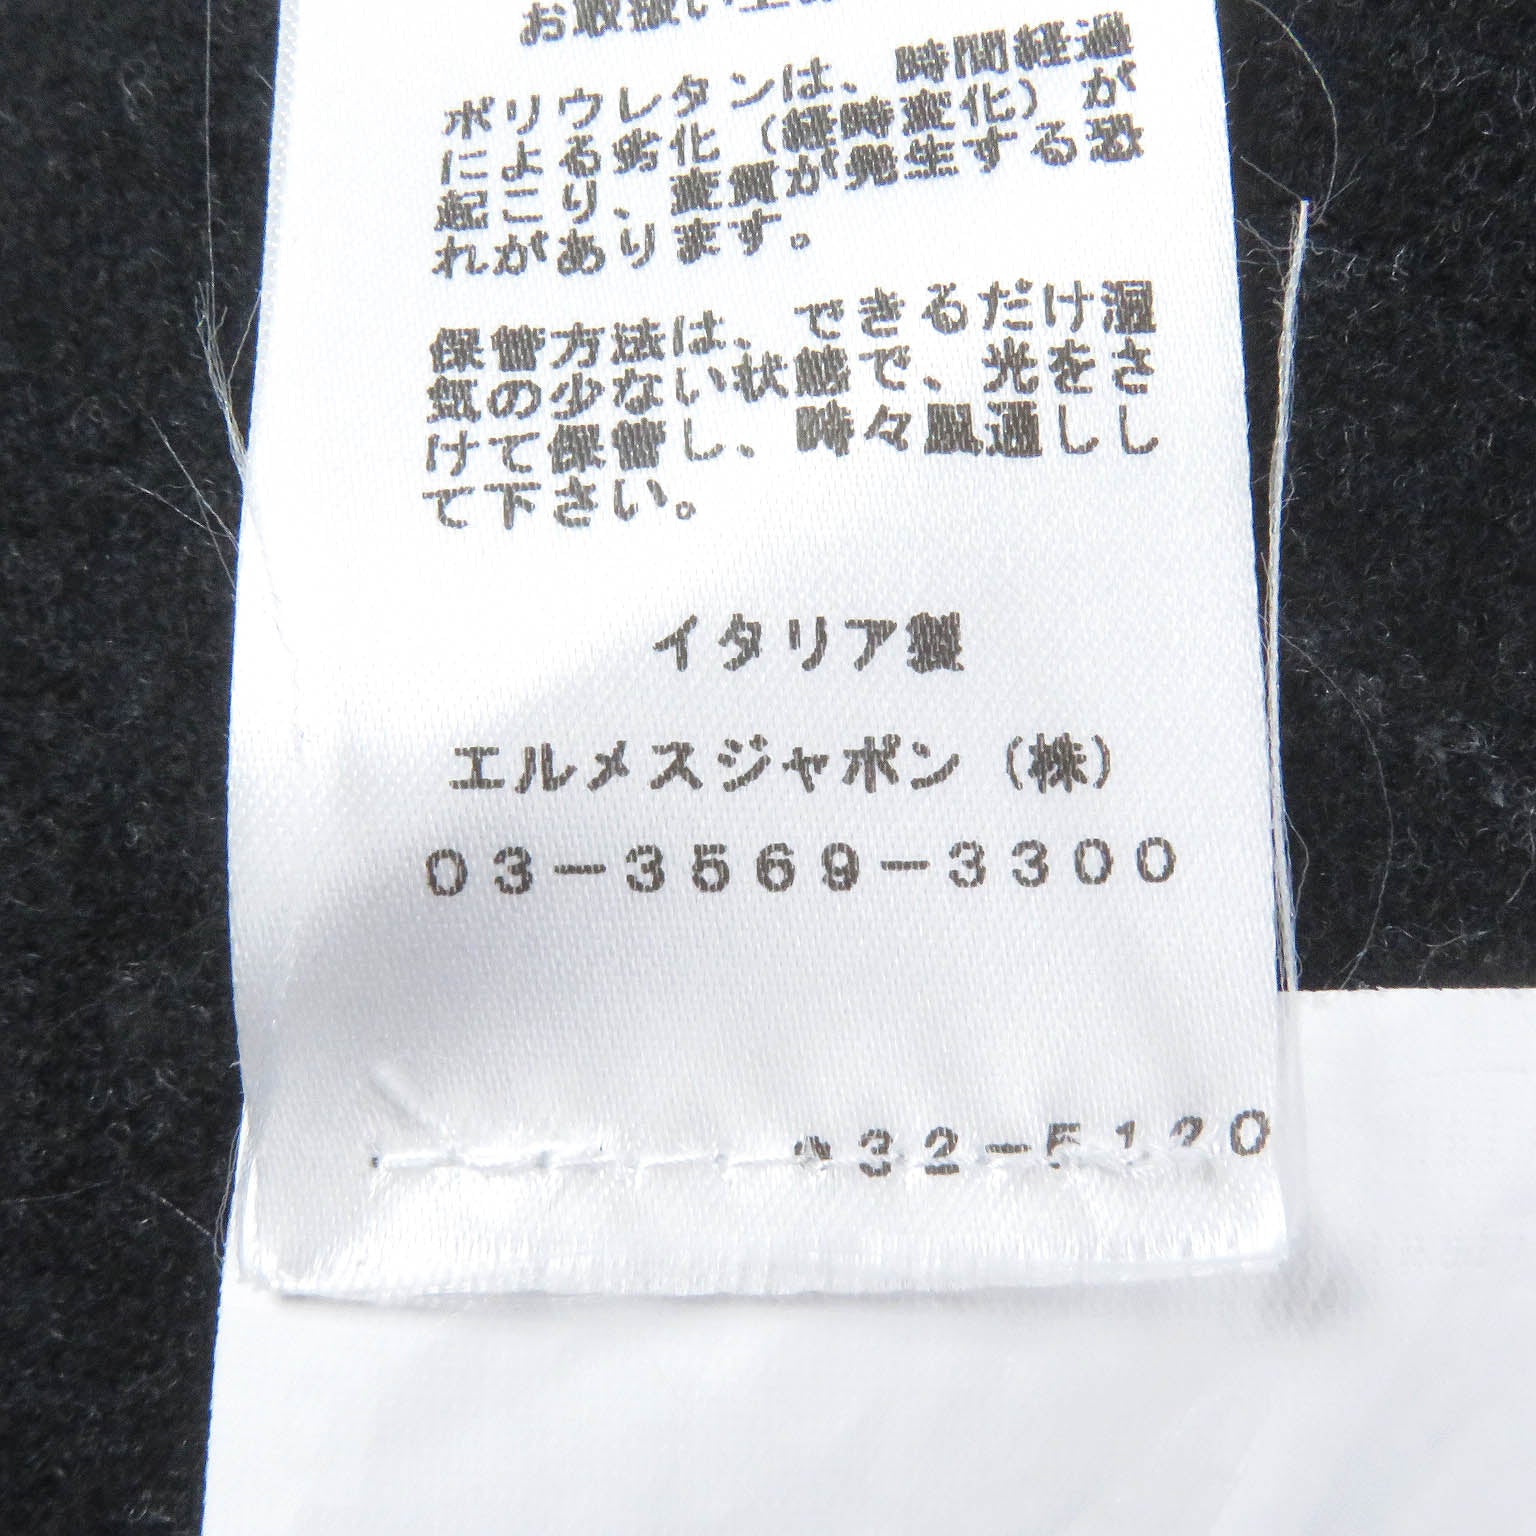 ポリウレタンは、時間経過
による劣化（経時変化）が
起こり、変質が発生する恐
れがあります。
保管方法は、できるだけ湿
気の少ない状態で、光をさ
けて保管し、時々風通しし
て下さい。
イタリア製
エルメスジャポン（株）
03-3569-3300
32-5120